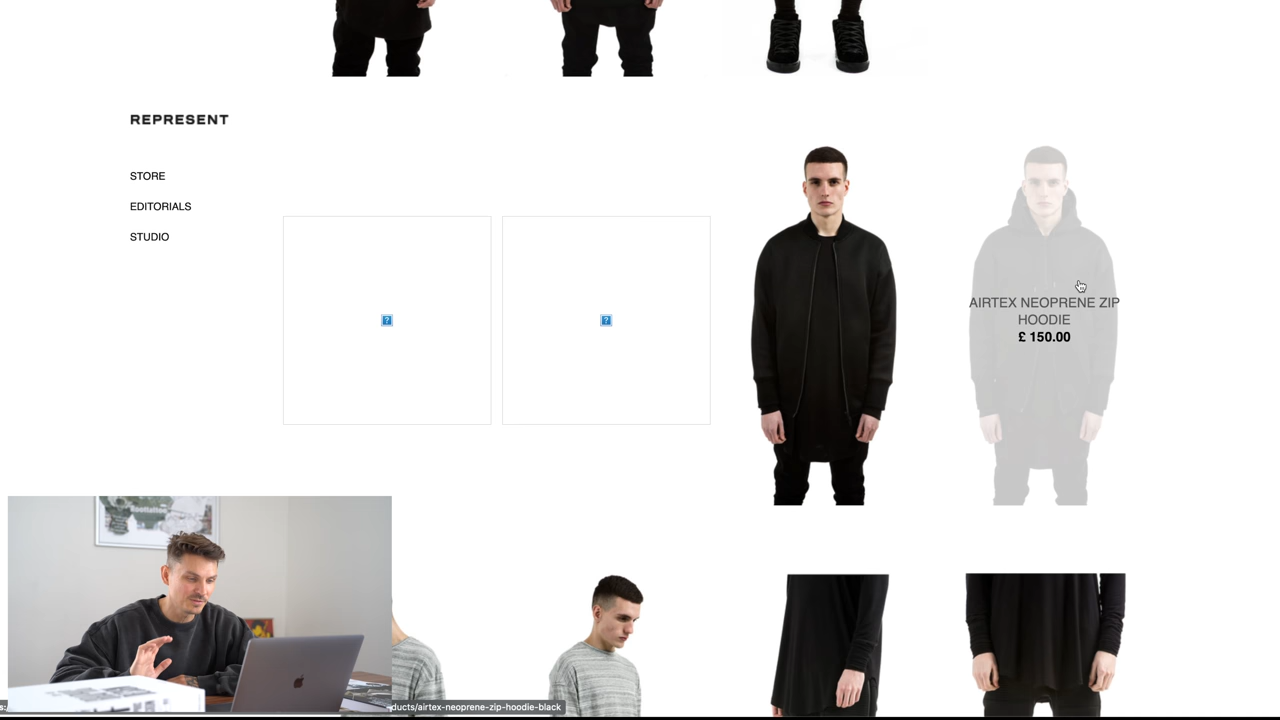 REPRESENT
STORE
EDITORIALS
STUDIO
?
?
AIRTEX NEOPRENE ZIP
HOODIE
£ 150.00
s:
ducts/airtex-neoprene-zip-hoodie-black